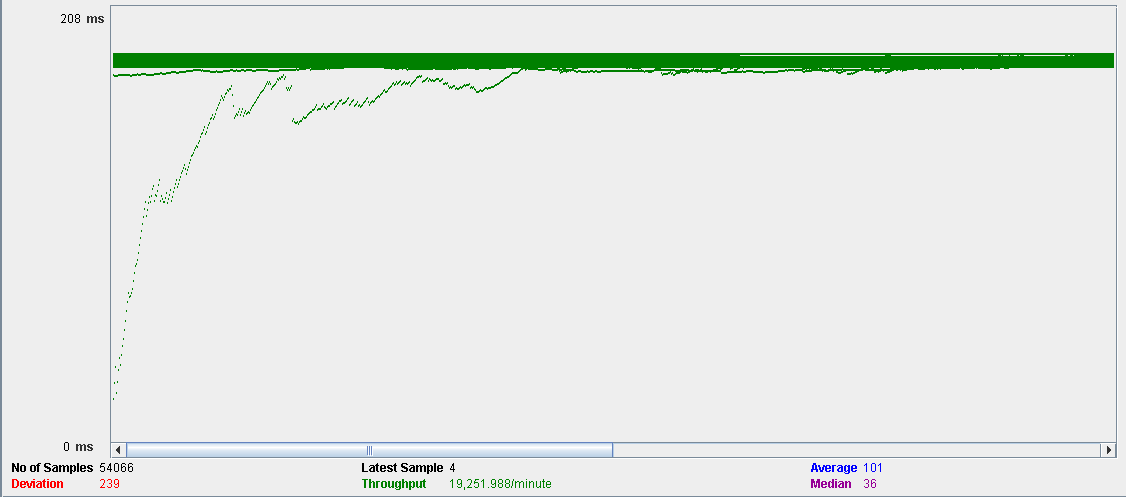 208 ms
0 ms
No of Samples 54066 Latest Sample 4 Average 101
Deviation 239 Throughput 19,251.988/minute Median 36